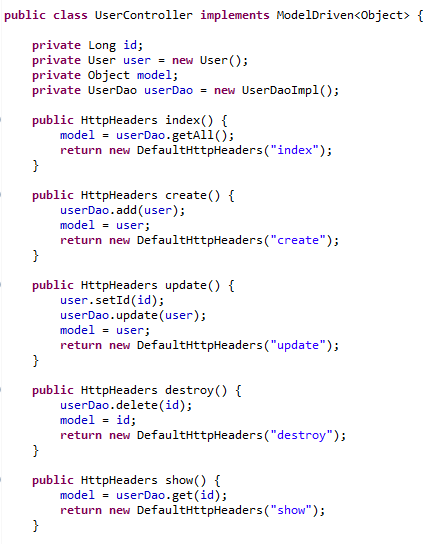 public class UserController implements ModelDriven<Object> {
private Long id;
private User user = new User();
private Object model;
private UserDao userDao = new UserDaoImpl();
public HttpHeaders index() {
model = userDao.getAll();
return new DefaultHttpHeaders("index");
}
public HttpHeaders create() {
userDao.add(user);
model = user;
return new DefaultHttpHeaders("create");
}
public HttpHeaders update() {
user.setId(id);
userDao.update(user);
model = user;
return new DefaultHttpHeaders("update");
}
public HttpHeaders destroy() {
userDao.delete(id);
model = id;
return new DefaultHttpHeaders("destroy");
}
public HttpHeaders show() {
model = userDao.get(id);
return new DefaultHttpHeaders("show");
}